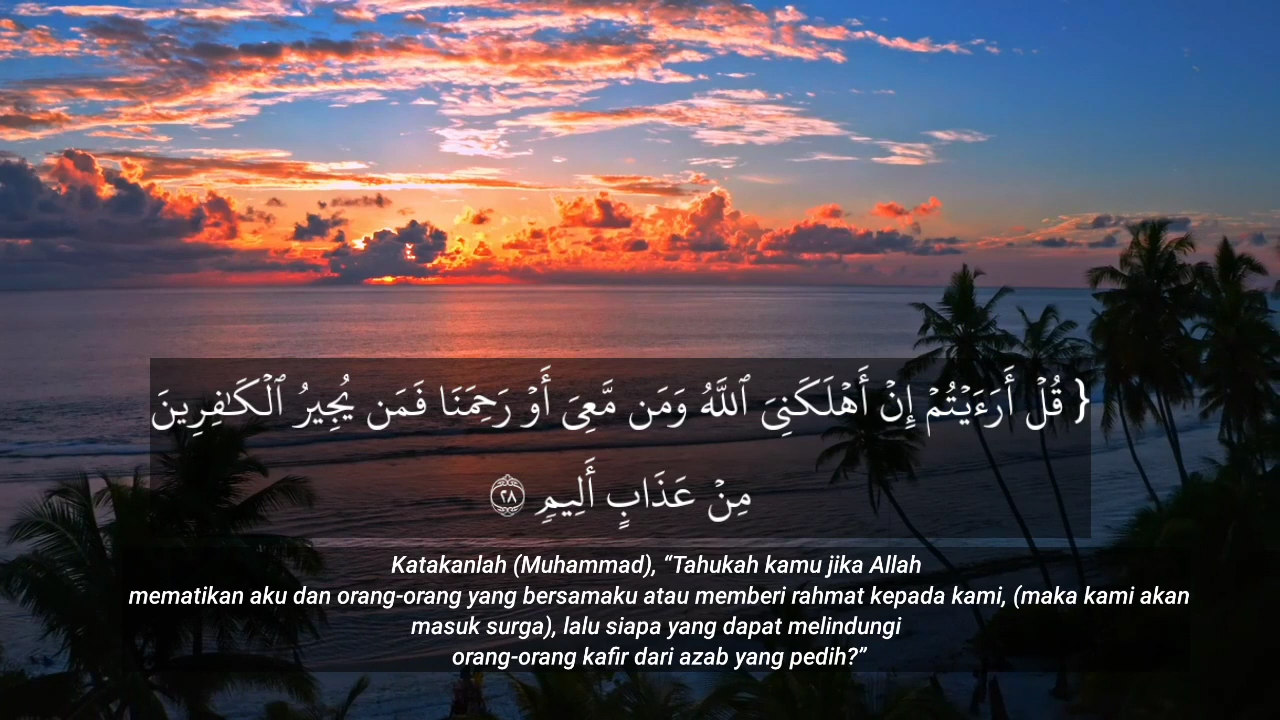 ﴿ قُلۡ أَرَءَيۡتُمۡ إِنۡ أَهۡلَكَنِيَ ٱللَّهُ وَمَن مَّعِيَ أَوۡ رَحِمَنَا فَمَن يُجِيرُ ٱلۡكَـٰفِرِينَ
مِنۡ عَذَابٍ أَلِيمࣲ ٢٨
Katakanlah (Muhammad), “Tahukah kamu jika Allah
mematikan aku dan orang-orang yang bersamaku atau memberi rahmat kepada kami, (maka kami akan
masuk surga), lalu siapa yang dapat melindungi
orang-orang kafir dari azab yang pedih?”